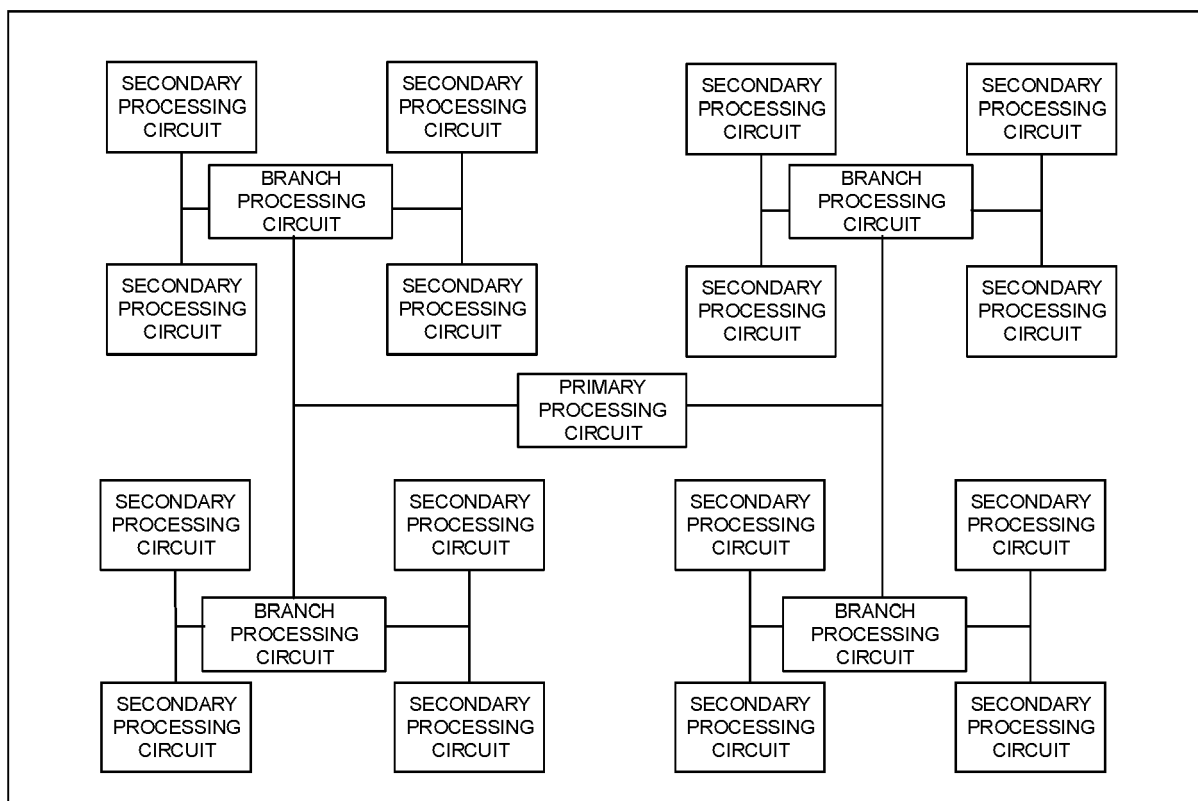 SECONDARY
PROCESSING
CIRCUIT
SECONDARY
PROCESSING
CIRCUIT
SECONDARY
PROCESSING
CIRCUIT
SECONDARY
PROCESSING
CIRCUIT
BRANCH
PROCESSING
CIRCUIT
BRANCH
PROCESSING
CIRCUIT
SECONDARY
PROCESSING
CIRCUIT
SECONDARY
PROCESSING
CIRCUIT
SECONDARY
PROCESSING
CIRCUIT
SECONDARY
PROCESSING
CIRCUIT
PRIMARY
PROCESSING
CIRCUIT
SECONDARY
PROCESSING
CIRCUIT
SECONDARY
PROCESSING
CIRCUIT
SECONDARY
PROCESSING
CIRCUIT
SECONDARY
PROCESSING
CIRCUIT
BRANCH
PROCESSING
CIRCUIT
BRANCH
PROCESSING
CIRCUIT
SECONDARY
PROCESSING
CIRCUIT
SECONDARY
PROCESSING
CIRCUIT
SECONDARY
PROCESSING
CIRCUIT
SECONDARY
PROCESSING
CIRCUIT